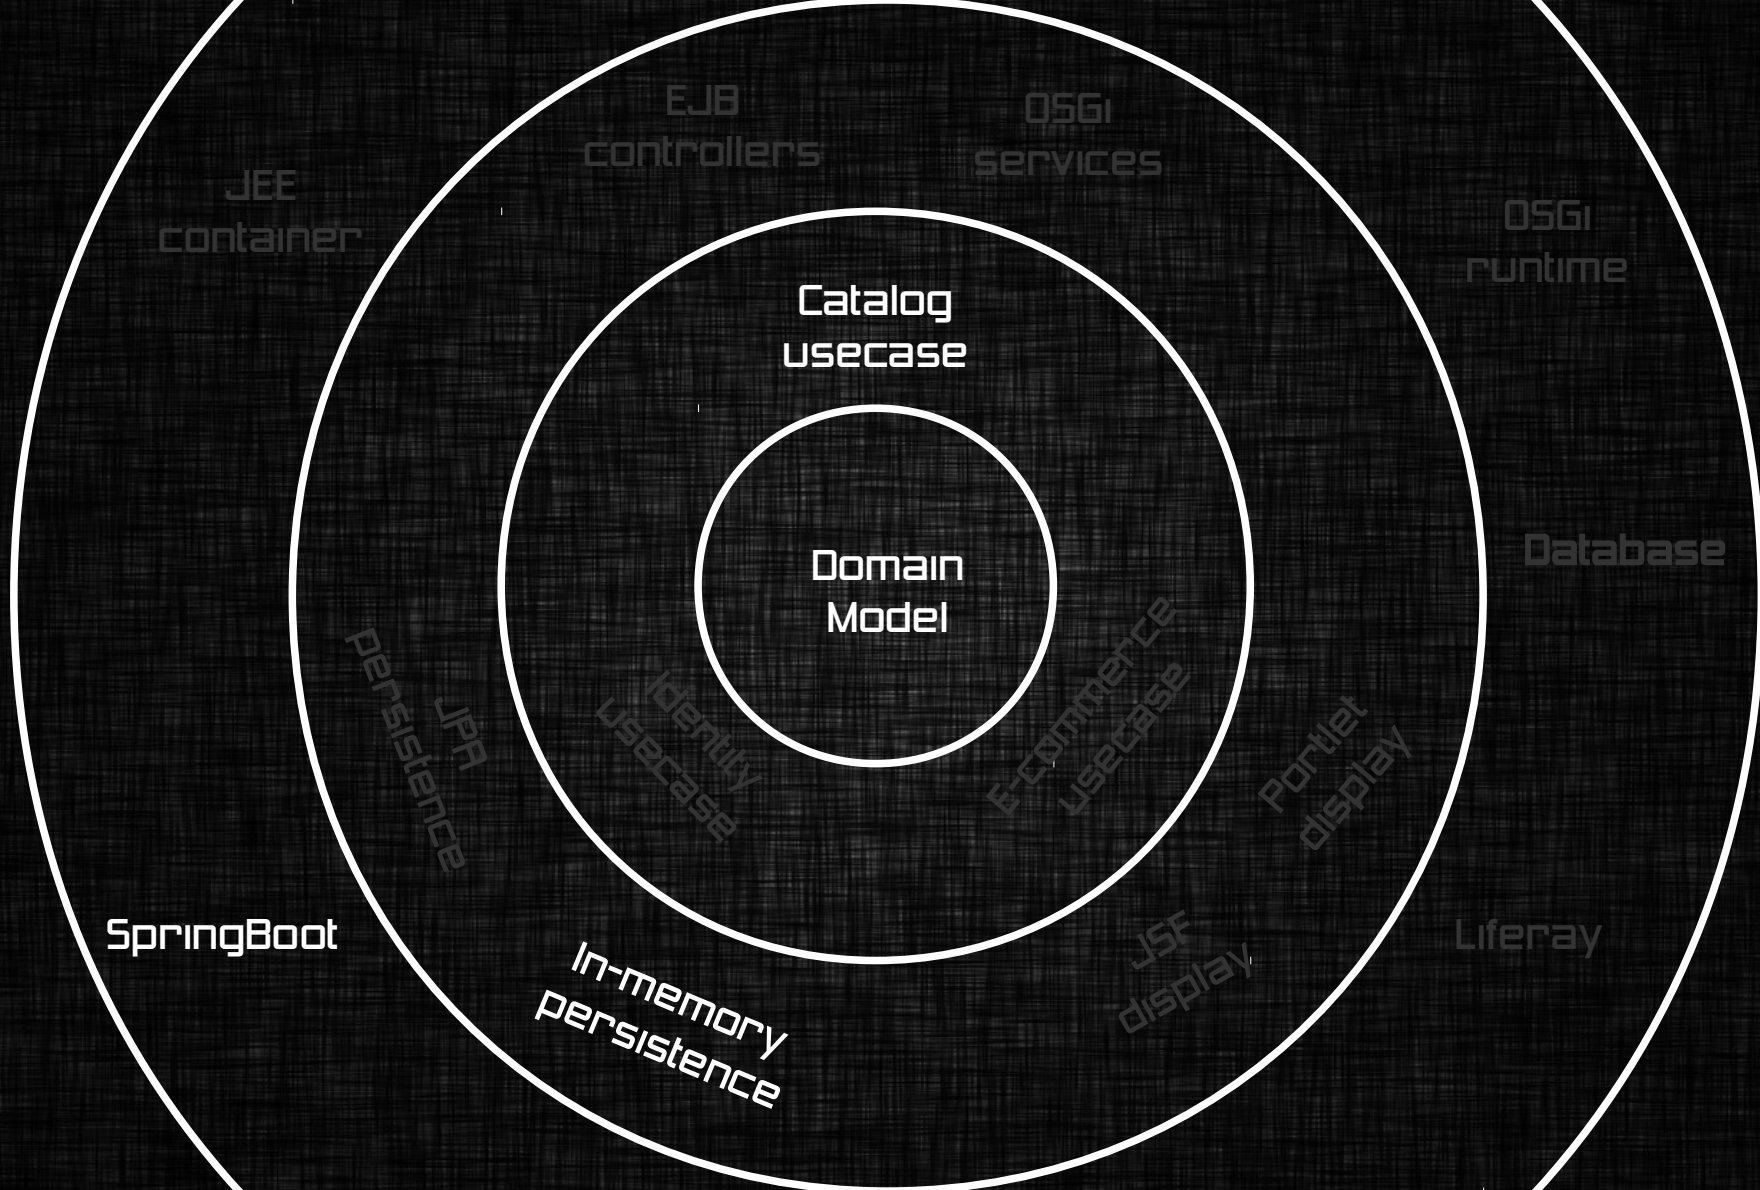 EJB
controllers
OSGi
services
JEE
container
OSGi
runtime
Catalog
usecase
Database
Domain
Model
JPA
persistence
Identity
usecase
E-commerce
usecase
Portlet
display
SpringBoot
In-memory
persistence
JSF
display
Liferay